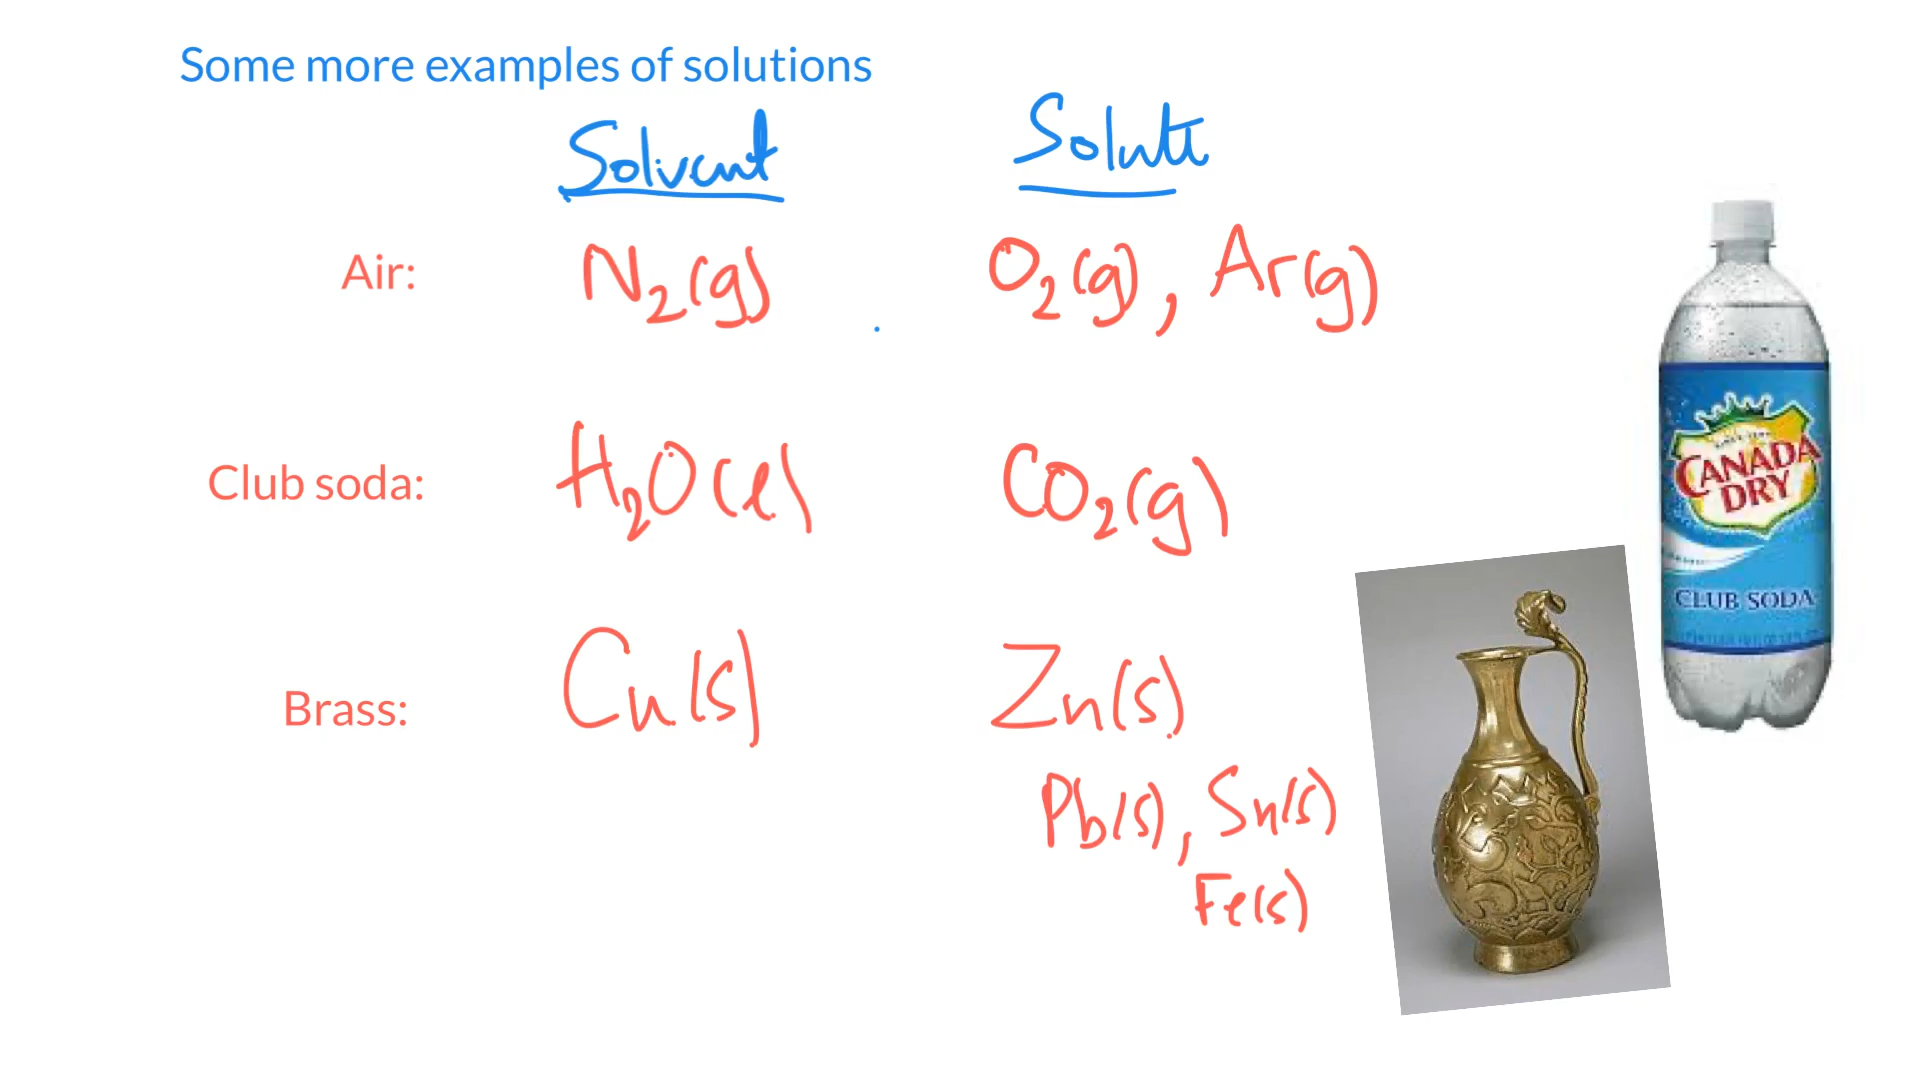 Some more examples of solutions
Solvent Solute
Air: N₂(g) O₂(g), Ar(g)
Club soda: H₂O(l) CO₂(g)
Brass: Cu(s) Zn(s)
Pb(s), Sn(s)
Fe(s)
CANADA
DRY
CLUB SODA